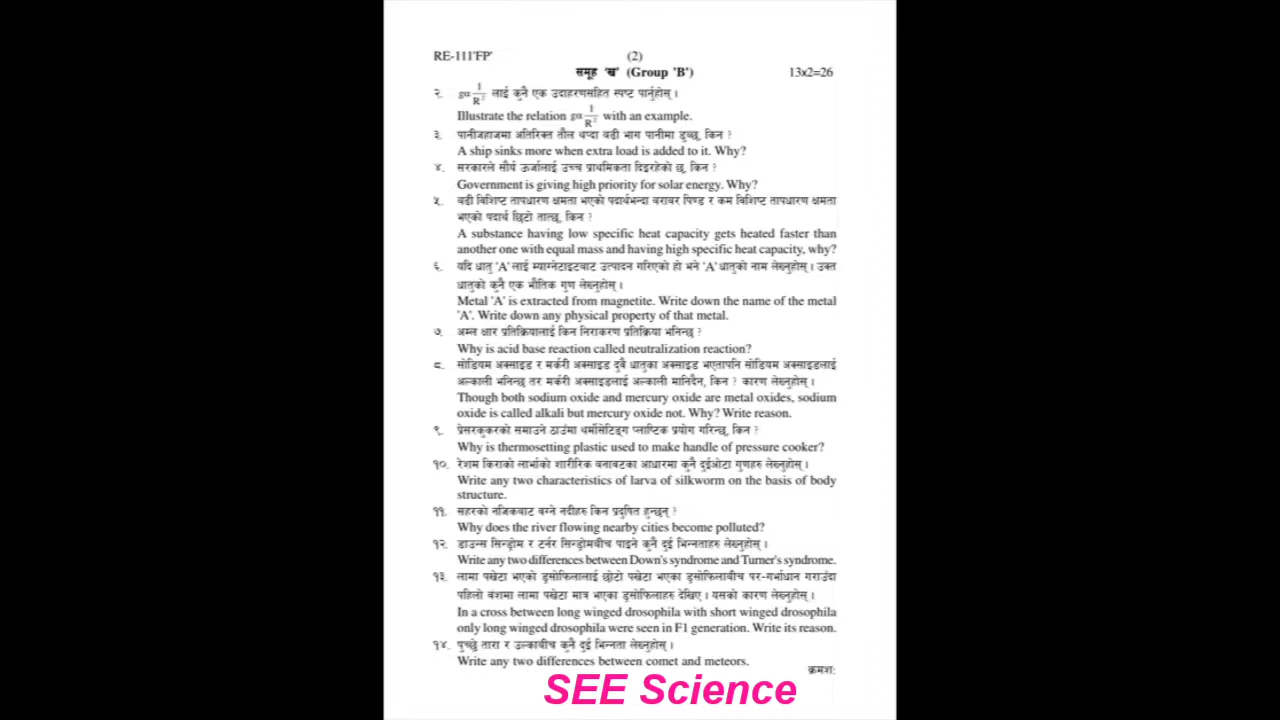 RE-111'FP'
(2)
समूह 'ख' (Group 'B')
13x2=26
२. gα 1/R² लाई कुनै एक उदाहरणसहित स्पष्ट पार्नुहोस् ।
Illustrate the relation gα 1/R² with an example.
३. पानीजहाजमा अतिरिक्त तौल थप्दा बढी भाग पानीमा डुब्छ, किन ?
A ship sinks more when extra load is added to it. Why?
४. सरकारले सौर्य ऊर्जालाई उच्च प्राथमिकता दिइरहेको छ, किन ?
Government is giving high priority for solar energy. Why?
५. बढी विशिष्ट तापधारण क्षमता भएको पदार्थभन्दा बराबर पिण्ड र कम विशिष्ट तापधारण क्षमता
भएको पदार्थ छिटो तात्छ, किन ?
A substance having low specific heat capacity gets heated faster than
another one with equal mass and having high specific heat capacity, why?
६. यदि धातु 'A' लाई म्याग्नेटाइटबाट उत्पादन गरिएको हो भने 'A' धातुको नाम लेख्नुहोस् । उक्त
धातुको कुनै एक भौतिक गुण लेख्नुहोस् ।
Metal 'A' is extracted from magnetite. Write down the name of the metal
'A'. Write down any physical property of that metal.
७. अम्ल क्षार प्रतिक्रियालाई किन निराकरण प्रतिक्रिया भनिन्छ ?
Why is acid base reaction called neutralization reaction?
८. सोडियम अक्साइड र मर्करी अक्साइड दुवै धातुका अक्साइड भएतापनि सोडियम अक्साइडलाई
अल्काली भनिन्छ तर मर्करी अक्साइडलाई अल्काली मानिदैन, किन ? कारण लेख्नुहोस् ।
Though both sodium oxide and mercury oxide are metal oxides, sodium
oxide is called alkali but mercury oxide not. Why? Write reason.
९. प्रेसरकुकरको समाउने ठाउँमा थर्मोसेटिङ्ग प्लाष्टिक प्रयोग गरिन्छ, किन ?
Why is thermosetting plastic used to make handle of pressure cooker?
१०. रेशम किराको लार्भाको शारीरिक बनावटका आधारमा कुनै दुईओटा गुणहरु लेख्नुहोस् ।
Write any two characteristics of larva of silkworm on the basis of body
structure.
११. सहरको नजिकबाट बग्ने नदीहरु किन प्रदुषित हुन्छन् ?
Why does the river flowing nearby cities become polluted?
१२. डाउन्स सिन्ड्रोम र टर्नर सिन्ड्रोमबीच पाइने कुनै दुई भिन्नताहरु लेख्नुहोस् ।
Write any two differences between Down's syndrome and Turner's syndrome.
१३. लामा पखेटा भएको ड्रसोफिलालाई छोटो पखेटा भएका ड्रसोफिलाबीच पर-गर्भाधान गराउँदा
पहिलो वंशमा लामा पखेटा मात्र भएका ड्रसोफिलाहरु देखिए । यसको कारण लेख्नुहोस् ।
In a cross between long winged drosophila with short winged drosophila
only long winged drosophila were seen in F1 generation. Write its reason.
१४. पुच्छ्रे तारा र उल्काबीच कुनै दुई भिन्नता लेख्नुहोस् ।
Write any two differences between comet and meteors.
क्रमश:
SEE Science